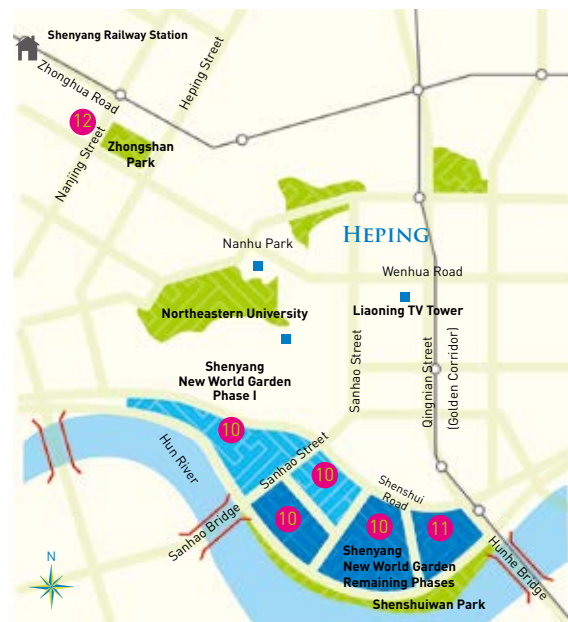 Shenyang Railway Station
Zhonghua Road
Heping Street
12
Nanjing Street
Zhongshan
Park
HEPING
Nanhu Park
Wenhua Road
Northeastern University
Liaoning TV Tower
Sanhao Street
Qingnian Street
(Golden Corridor)
Shenyang
New World Garden
Phase I
10
Hun River
Sanhao Street
10
Shenshui
Road
10
10
11
Sanhao Bridge
Shenyang
New World Garden
Remaining Phases
Hunhe Bridge
N
Shenshuiwan Park